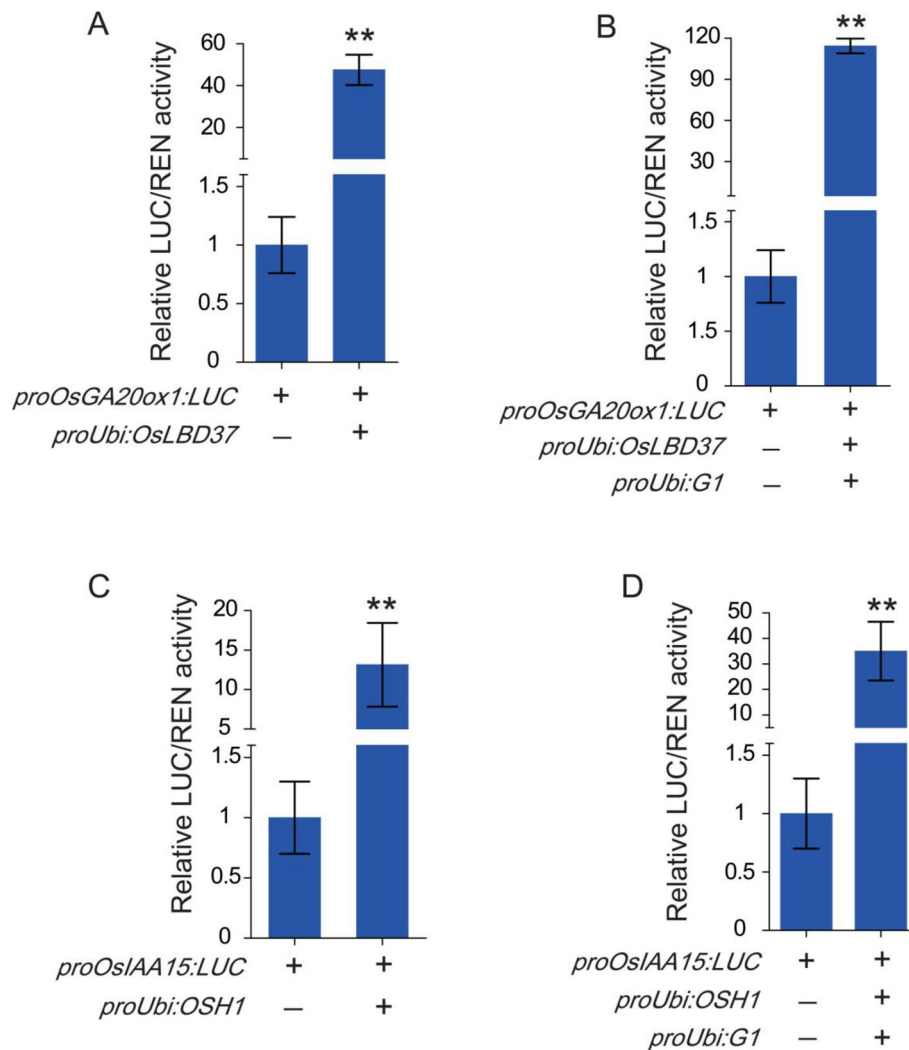 A
Relative LUC/REN activity
60
**
40
20
1.5
1
0.5
0
proOsGA20ox1:LUC + +
proUbi:OsLBD37 – +
B
Relative LUC/REN activity
120
**
90
60
30
1.5
1
1.5
0
proOsGA20ox1:LUC + +
proUbi:OsLBD37 – +
proUbi:G1 – +
C
Relative LUC/REN activity
20
**
15
10
5
1.5
1
0.5
0
proOsIAA15:LUC + +
proUbi:OSH1 – +
D
Relative LUC/REN activity
50
**
40
30
20
10
1.5
1
0.5
0
proOsIAA15:LUC + +
proUbi:OSH1 – +
proUbi:G1 – +